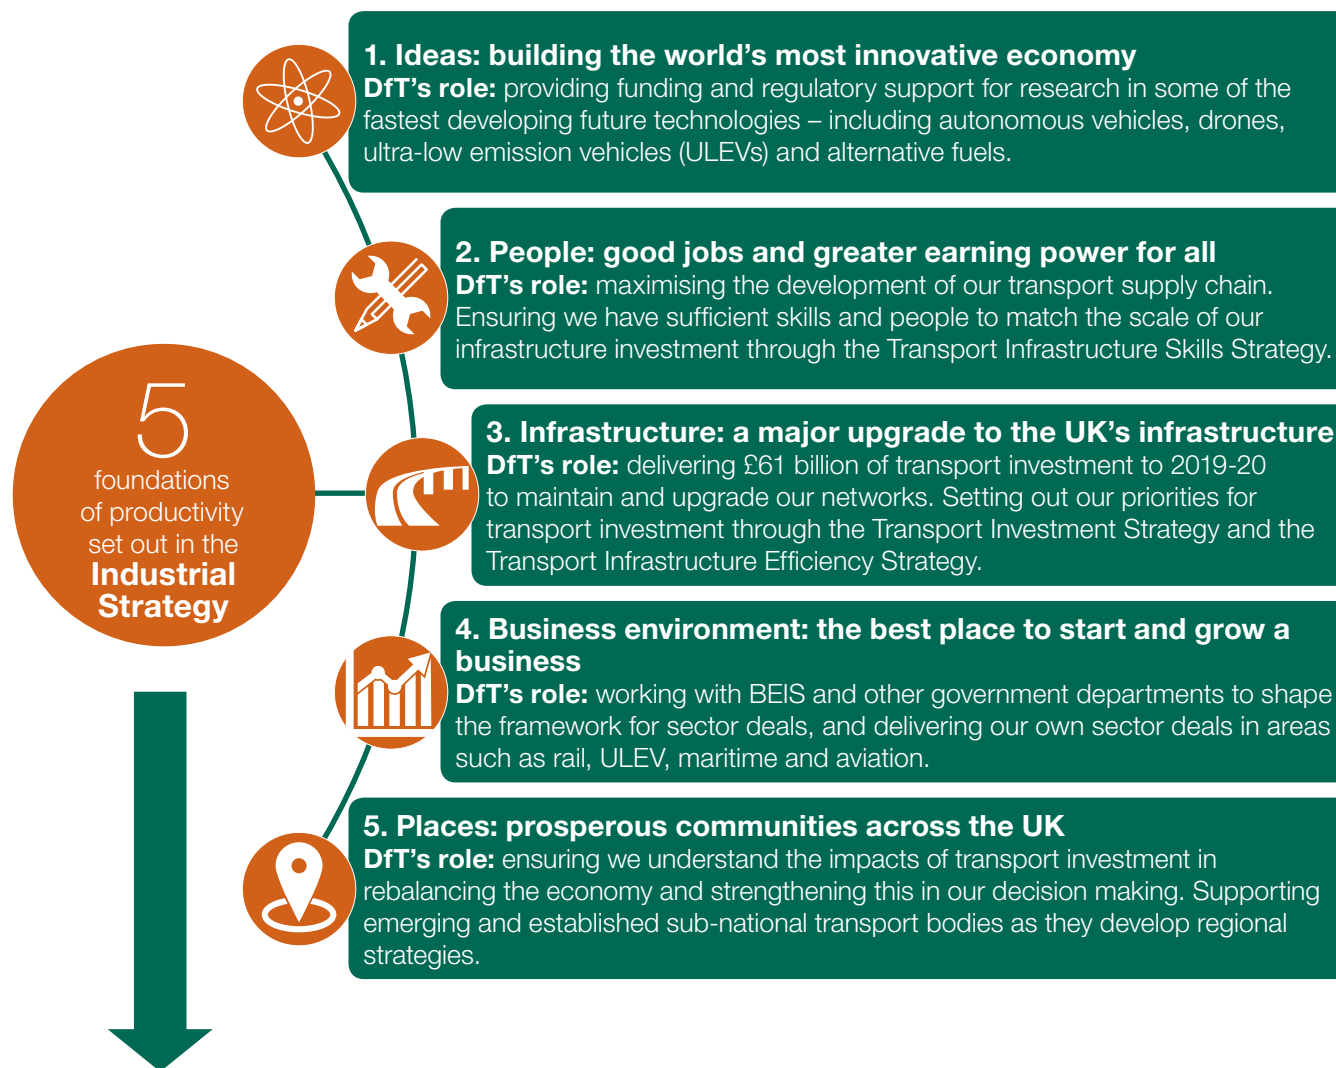 5
foundations
of productivity
set out in the
Industrial
Strategy
1. Ideas: building the world's most innovative economy
DfT's role: providing funding and regulatory support for research in some of the
fastest developing future technologies – including autonomous vehicles, drones,
ultra-low emission vehicles (ULEVs) and alternative fuels.
2. People: good jobs and greater earning power for all
DfT's role: maximising the development of our transport supply chain.
Ensuring we have sufficient skills and people to match the scale of our
infrastructure investment through the Transport Infrastructure Skills Strategy.
3. Infrastructure: a major upgrade to the UK's infrastructure
DfT's role: delivering £61 billion of transport investment to 2019-20
to maintain and upgrade our networks. Setting out our priorities for
transport investment through the Transport Investment Strategy and the
Transport Infrastructure Efficiency Strategy.
4. Business environment: the best place to start and grow a
business
DfT's role: working with BEIS and other government departments to shape
the framework for sector deals, and delivering our own sector deals in areas
such as rail, ULEV, maritime and aviation.
5. Places: prosperous communities across the UK
DfT's role: ensuring we understand the impacts of transport investment in
rebalancing the economy and strengthening this in our decision making. Supporting
emerging and established sub-national transport bodies as they develop regional
strategies.